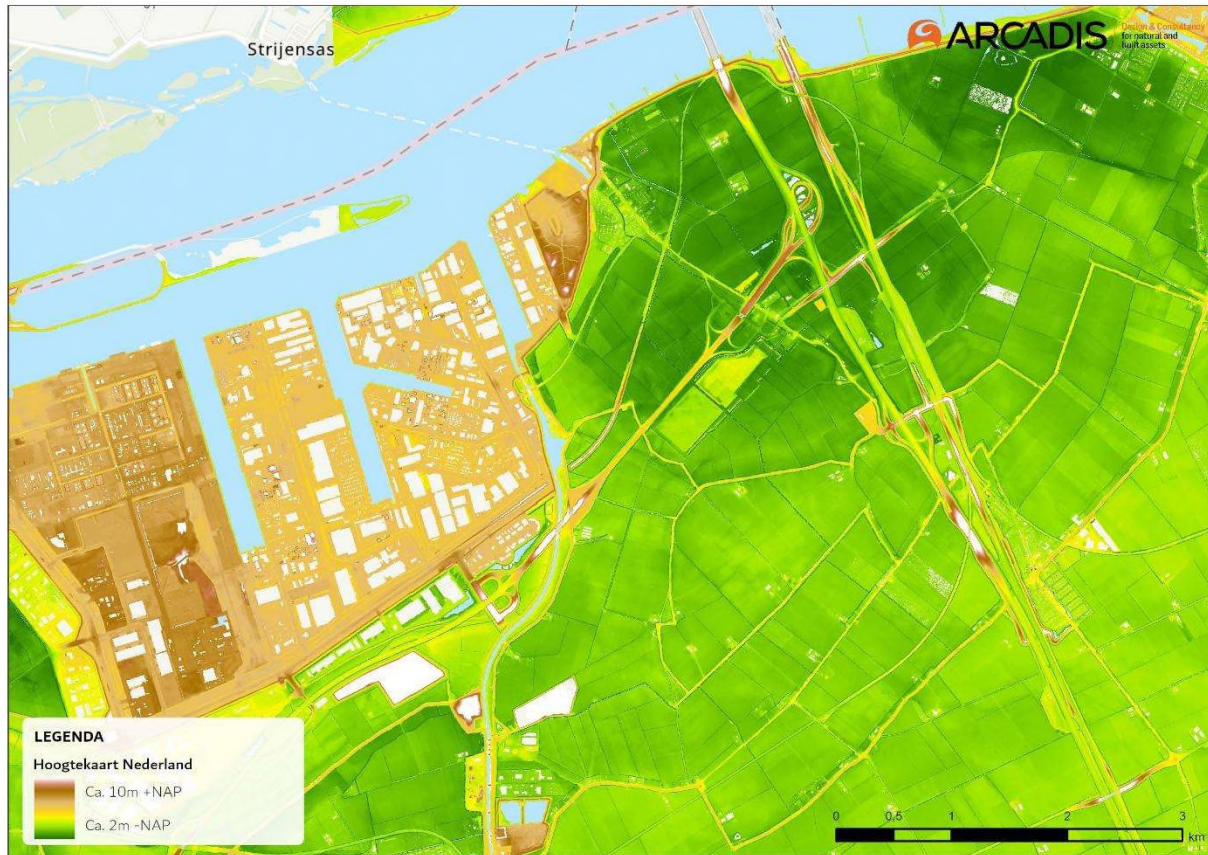 Strijensas
ARCADIS
Design & Consultancy
for natural and
built assets
LEGENDA
Hoogtekaart Nederland
Ca. 10m +NAP
Ca. 2m -NAP
0 0,5 1 2 3
km